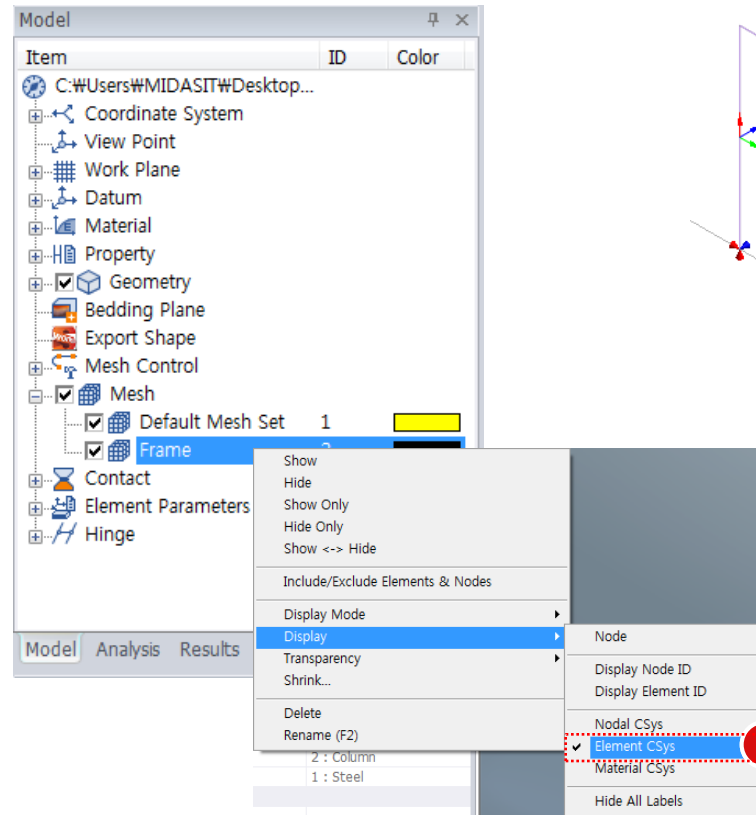 Model
Item ID Color
C:₩Users₩MIDASIT₩Desktop...
Coordinate System
View Point
Work Plane
Datum
Material
Property
Geometry
Bedding Plane
Export Shape
Mesh Control
Mesh
Default Mesh Set 1
Frame
Contact
Element Parameters
Hinge
Model Analysis Results
Show
Hide
Show Only
Hide Only
Show <-> Hide
Include/Exclude Elements & Nodes
Display Mode
Display
Transparency
Shrink...
Delete
Rename (F2)
Node
Display Node ID
Display Element ID
Nodal CSys
Element CSys
Material CSys
Hide All Labels
2 : Column
1 : Steel